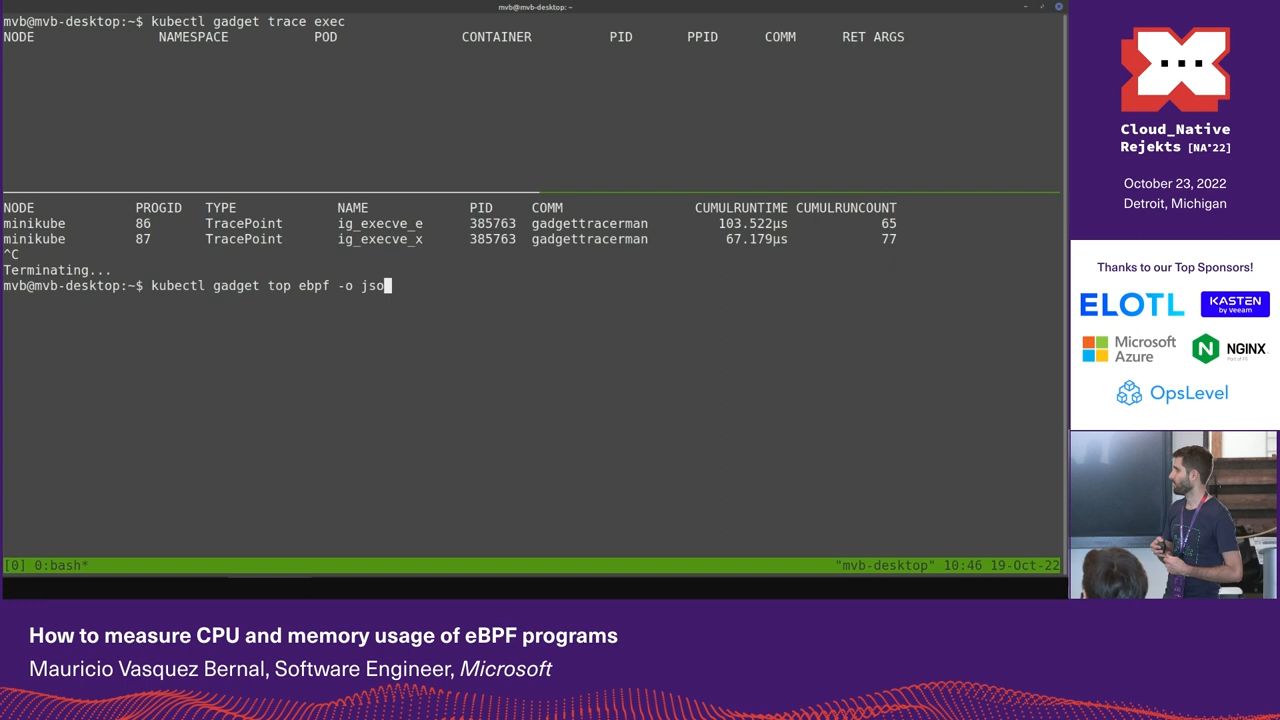 mvb@mvb-desktop: ~
mvb@mvb-desktop:~$ kubectl gadget trace exec
NODE NAMESPACE POD CONTAINER PID PPID COMM RET ARGS
NODE PROGID TYPE NAME PID COMM CUMULRUNTIME CUMULRUNCOUNT
minikube 86 TracePoint ig_execve_e 385763 gadgettracerman 103.522µs 65
minikube 87 TracePoint ig_execve_x 385763 gadgettracerman 67.179µs 77
^C
Terminating...
mvb@mvb-desktop:~$ kubectl gadget top ebpf -o jso
[0] 0:bash* "mvb-desktop" 10:46 19-Oct-22
Cloud_Native
Rejekts [NA'22]
October 23, 2022
Detroit, Michigan
Thanks to our Top Sponsors!
ELOTL
KASTEN
by Veeam
Microsoft
Azure
N NGINX
Part of F5
OpsLevel
How to measure CPU and memory usage of eBPF programs
Mauricio Vasquez Bernal, Software Engineer, Microsoft